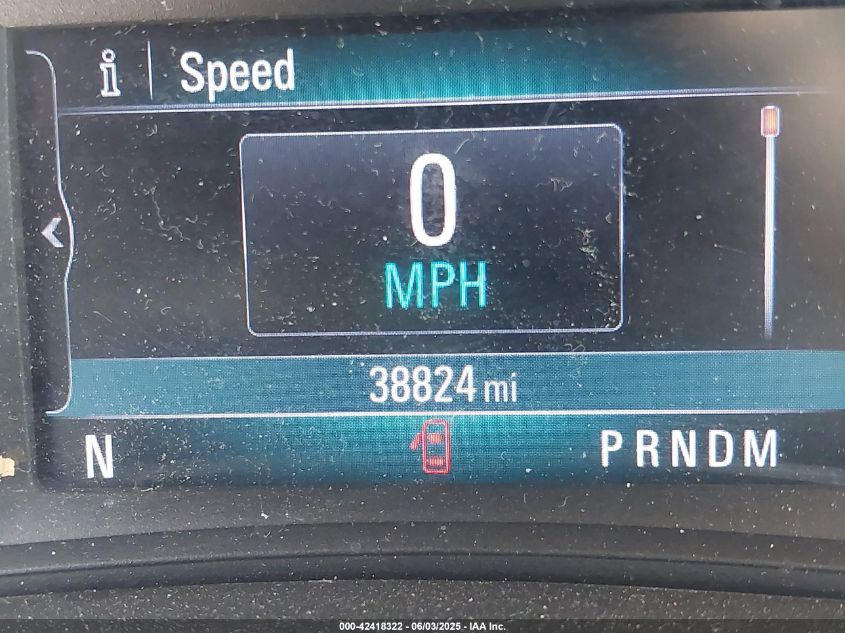 i Speed
0
MPH
38824 mi
N PRNDM
000-42418322 - 06/03/2025 - IAA Inc.